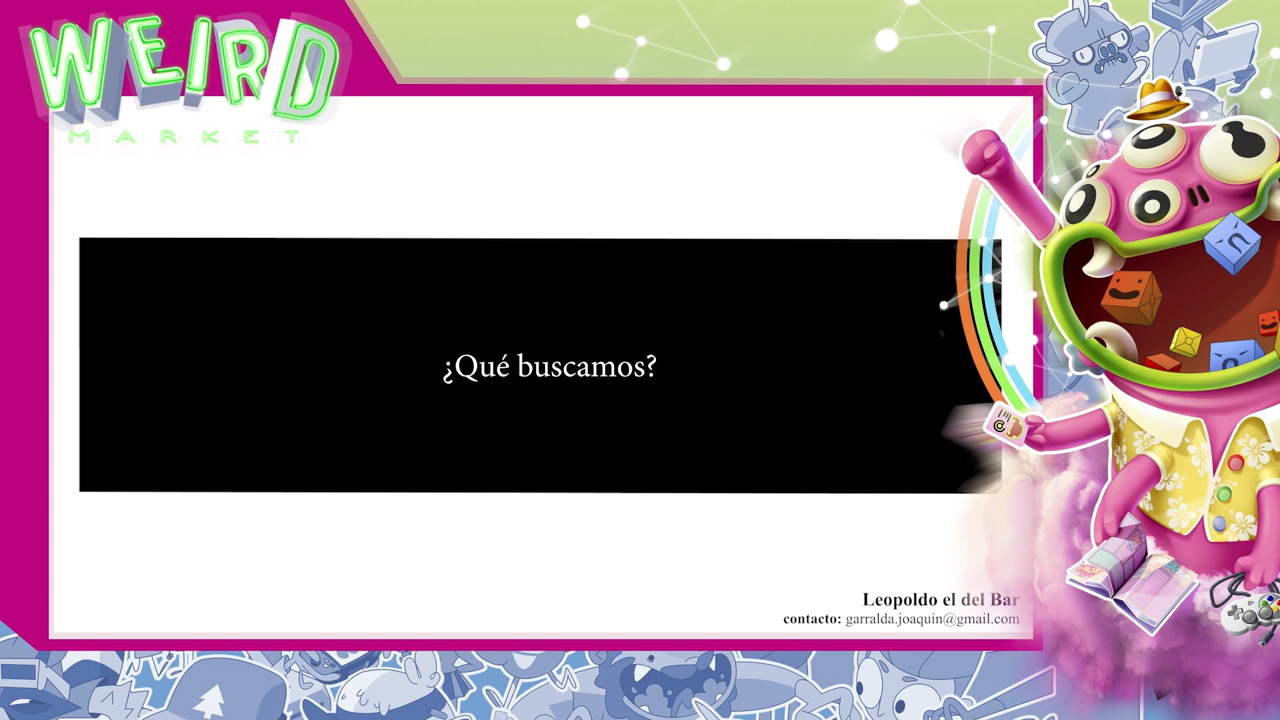 WEIRD
MARKET
¿Qué buscamos?
Leopoldo el del Bar
contacto: garralda.joaquin@gmail.com